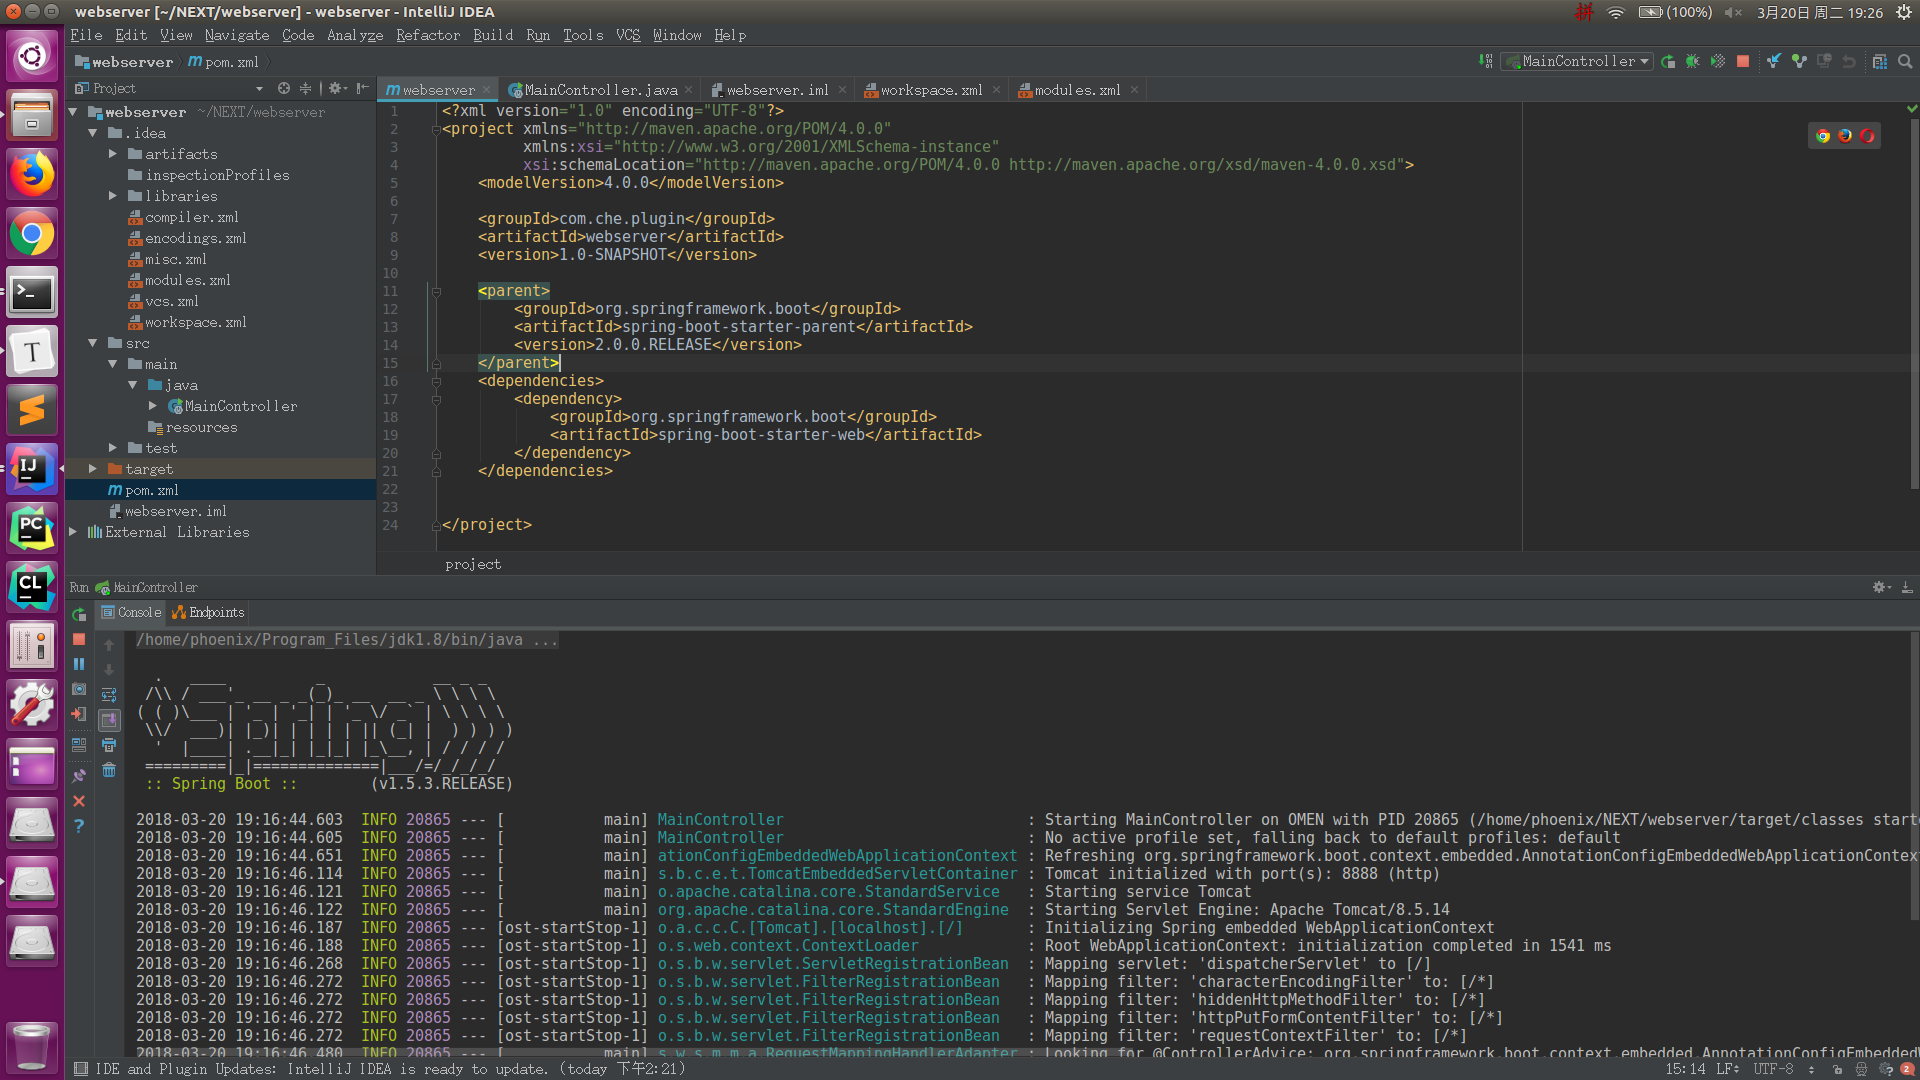 webserver [~/NEXT/webserver] - webserver - IntelliJ IDEA
拼 (100%) 3月20日 周二 19:26
File Edit View Navigate Code Analyze Refactor Build Run Tools VCS Window Help
webserver pom.xml MainController
Project
webserver MainController.java webserver.iml workspace.xml modules.xml
webserver ~/NEXT/webserver
.idea
artifacts
inspectionProfiles
libraries
compiler.xml
encodings.xml
misc.xml
modules.xml
vcs.xml
workspace.xml
src
main
java
MainController
resources
test
target
pom.xml
webserver.iml
External Libraries
1 <?xml version="1.0" encoding="UTF-8"?>
2 <project xmlns="http://maven.apache.org/POM/4.0.0"
3 xmlns:xsi="http://www.w3.org/2001/XMLSchema-instance"
4 xsi:schemaLocation="http://maven.apache.org/POM/4.0.0 http://maven.apache.org/xsd/maven-4.0.0.xsd">
5 <modelVersion>4.0.0</modelVersion>
6
7 <groupId>com.che.plugin</groupId>
8 <artifactId>webserver</artifactId>
9 <version>1.0-SNAPSHOT</version>
10
11 <parent>
12 <groupId>org.springframework.boot</groupId>
13 <artifactId>spring-boot-starter-parent</artifactId>
14 <version>2.0.0.RELEASE</version>
15 </parent>
16 <dependencies>
17 <dependency>
18 <groupId>org.springframework.boot</groupId>
19 <artifactId>spring-boot-starter-web</artifactId>
20 </dependency>
21 </dependencies>
22
23
24 </project>
project
Run MainController
Console Endpoints
/home/phoenix/Program_Files/jdk1.8/bin/java ...
Spring
:: Spring Boot :: (v1.5.3.RELEASE)
2018-03-20 19:16:44.603 INFO 20865 --- [ main] MainController : Starting MainController on OMEN with PID 20865 (/home/phoenix/NEXT/webserver/target/classes starte
2018-03-20 19:16:44.605 INFO 20865 --- [ main] MainController : No active profile set, falling back to default profiles: default
2018-03-20 19:16:44.651 INFO 20865 --- [ main] ationConfigEmbeddedWebApplicationContext : Refreshing org.springframework.boot.context.embedded.AnnotationConfigEmbeddedWebApplicationContex
2018-03-20 19:16:46.114 INFO 20865 --- [ main] s.b.c.e.t.TomcatEmbeddedServletContainer : Tomcat initialized with port(s): 8888 (http)
2018-03-20 19:16:46.121 INFO 20865 --- [ main] o.apache.catalina.core.StandardService : Starting service Tomcat
2018-03-20 19:16:46.122 INFO 20865 --- [ main] org.apache.catalina.core.StandardEngine : Starting Servlet Engine: Apache Tomcat/8.5.14
2018-03-20 19:16:46.187 INFO 20865 --- [ost-startStop-1] o.a.c.c.C.[Tomcat].[localhost].[/] : Initializing Spring embedded WebApplicationContext
2018-03-20 19:16:46.188 INFO 20865 --- [ost-startStop-1] o.s.web.context.ContextLoader : Root WebApplicationContext: initialization completed in 1541 ms
2018-03-20 19:16:46.268 INFO 20865 --- [ost-startStop-1] o.s.b.w.servlet.ServletRegistrationBean : Mapping servlet: 'dispatcherServlet' to [/]
2018-03-20 19:16:46.272 INFO 20865 --- [ost-startStop-1] o.s.b.w.servlet.FilterRegistrationBean : Mapping filter: 'characterEncodingFilter' to: [/*]
2018-03-20 19:16:46.272 INFO 20865 --- [ost-startStop-1] o.s.b.w.servlet.FilterRegistrationBean : Mapping filter: 'hiddenHttpMethodFilter' to: [/*]
2018-03-20 19:16:46.272 INFO 20865 --- [ost-startStop-1] o.s.b.w.servlet.FilterRegistrationBean : Mapping filter: 'httpPutFormContentFilter' to: [/*]
2018-03-20 19:16:46.272 INFO 20865 --- [ost-startStop-1] o.s.b.w.servlet.FilterRegistrationBean : Mapping filter: 'requestContextFilter' to: [/*]
2018-03-20 19:16:46.480 INFO 20865 --- [ main] s.w.s.m.m.a.RequestMappingHandlerAdapter : Looking for @ControllerAdvice: org.springframework.boot.context.embedded.AnnotationConfigEmbeddedW
IDE and Plugin Updates: IntelliJ IDEA is ready to update. (today 下午2:21) 15:14 LF UTF-8 2